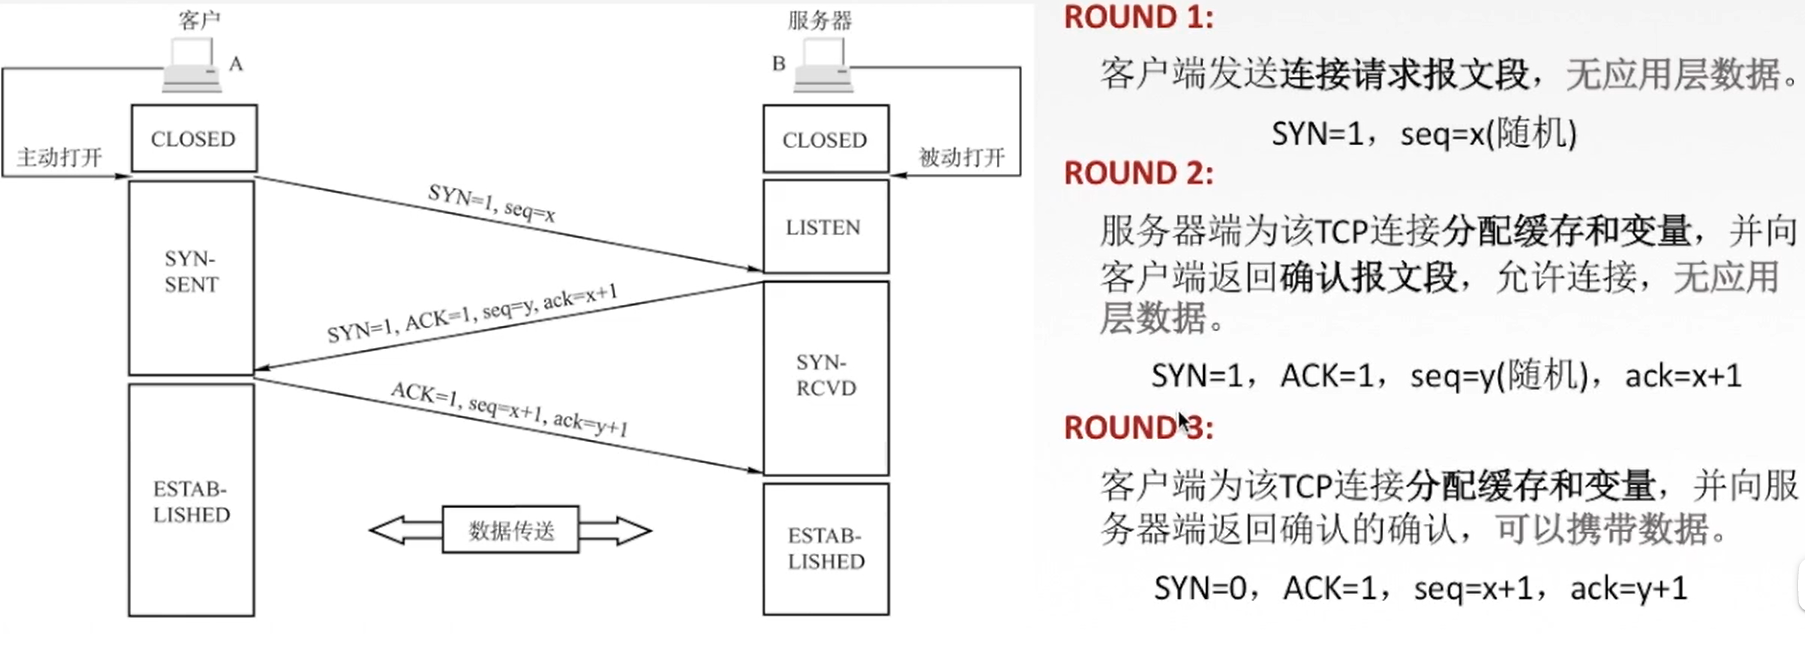 客户
A
主动打开
CLOSED
SYN-
SENT
ESTAB-
LISHED
SYN=1, seq=x
SYN=1, ACK=1, seq=y, ack=x+1
ACK=1, seq=x+1, ack=y+1
数据传送
服务器
B
被动打开
CLOSED
LISTEN
SYN-
RCVD
ESTAB-
LISHED
ROUND 1:
客户端发送连接请求报文段，无应用层数据。
SYN=1，seq=x(随机)
ROUND 2:
服务器端为该TCP连接分配缓存和变量，并向
客户端返回确认报文段，允许连接，无应用
层数据。
SYN=1，ACK=1，seq=y(随机)，ack=x+1
ROUND 3:
客户端为该TCP连接分配缓存和变量，并向服
务器端返回确认的确认，可以携带数据。
SYN=0，ACK=1，seq=x+1，ack=y+1